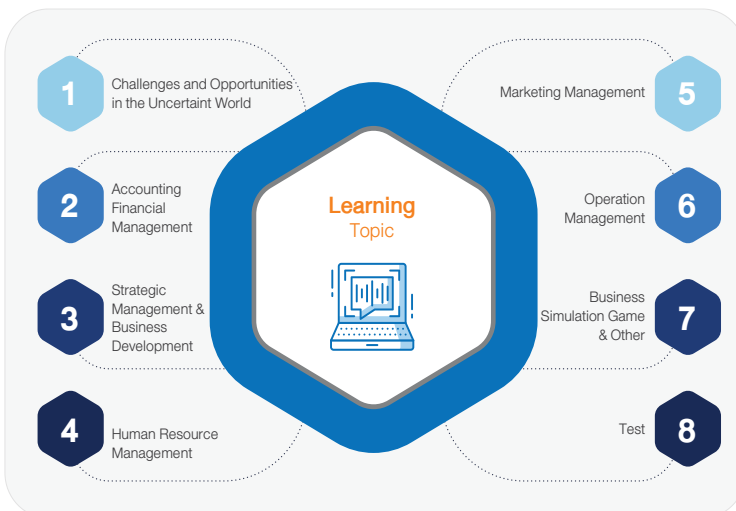 1
Challenges and Opportunities
in the Uncertaint World
2
Accounting
Financial
Management
3
Strategic
Management &
Business
Development
4
Human Resource
Management
Learning
Topic
Marketing Management
5
Operation
Management
6
Business
Simulation Game
& Other
7
Test
8